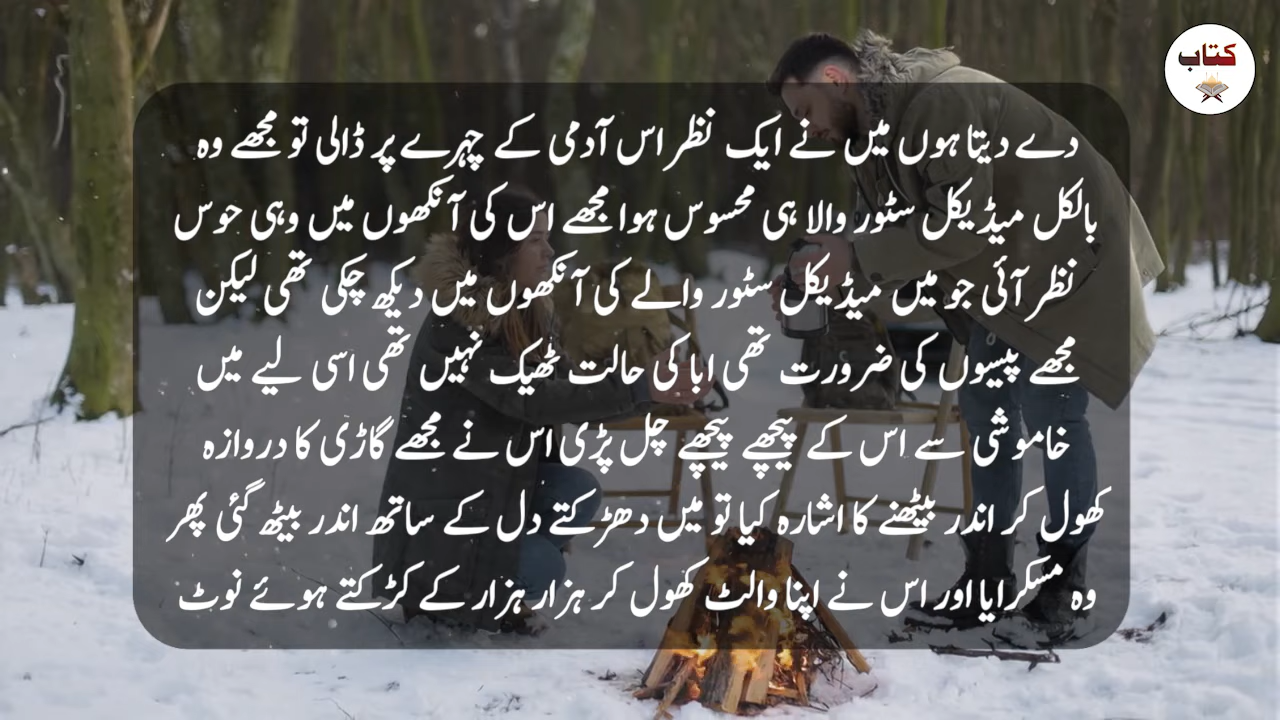 کتاب
دے دیتا ہوں میں نے ایک نظر اس آدمی کے چہرے پر ڈالی تو مجھے وہ
بالکل میڈیکل سٹور والا ہی محسوس ہوا مجھے اس کی آنکھوں میں وہی حوس
نظر آئی جو میں میڈیکل سٹور والے کی آنکھوں میں دیکھ چکی تھی لیکن
مجھے پیسوں کی ضرورت تھی ابا کی حالت ٹھیک نہیں تھی اسی لیے میں
خاموشی سے اس کے پیچھے پیچھے چل پڑی اس نے مجھے گاڑی کا دروازہ
کھول کر اندر بیٹھنے کا اشارہ کیا تو میں دھڑکتے دل کے ساتھ اندر بیٹھ گئی پھر
وہ مسکرایا اور اس نے اپنا والٹ کھول کر ہزار ہزار کے کڑکتے ہوئے نوٹ